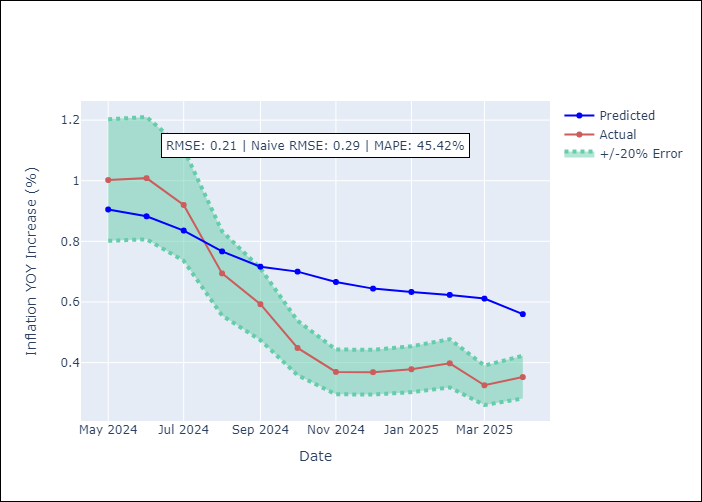 RMSE: 0.21 | Naive RMSE: 0.29 | MAPE: 45.42%
Predicted
Actual
+/-20% Error
Inflation YOY Increase (%)
1.2
1
0.8
0.6
0.4
May 2024
Jul 2024
Sep 2024
Nov 2024
Jan 2025
Mar 2025
Date